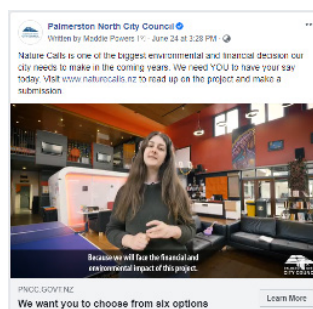 Palmerston North City Council
Written by Maddie Powers · June 24 at 3:28 PM ·
Nature Calls is one of the biggest environmental and financial decision our
city needs to make in the coming years. We need YOU to have your say
today. Visit www.naturecalls.nz to read up on the project and make a
submission.
Because we will face the financial and
environmental impact of this project.
PNCC.GOVT.NZ
We want you to choose from six options
Learn More